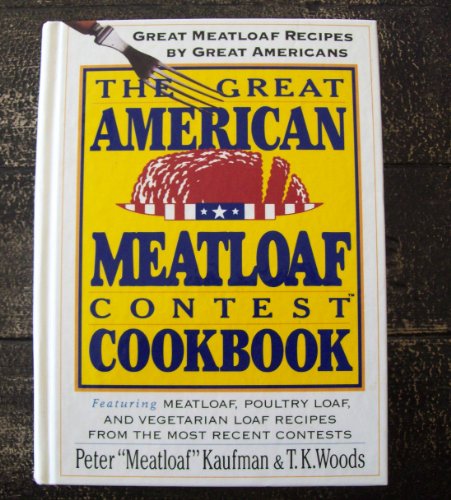 GREAT MEATLOAF RECIPES
BY GREAT AMERICANS
THE GREAT
AMERICAN
MEATLOAF
CONTEST™
COOKBOOK
Featuring MEATLOAF, POULTRY LOAF,
AND VEGETARIAN LOAF RECIPES
FROM THE MOST RECENT CONTESTS
Peter "Meatloaf" Kaufman & T.K.Woods